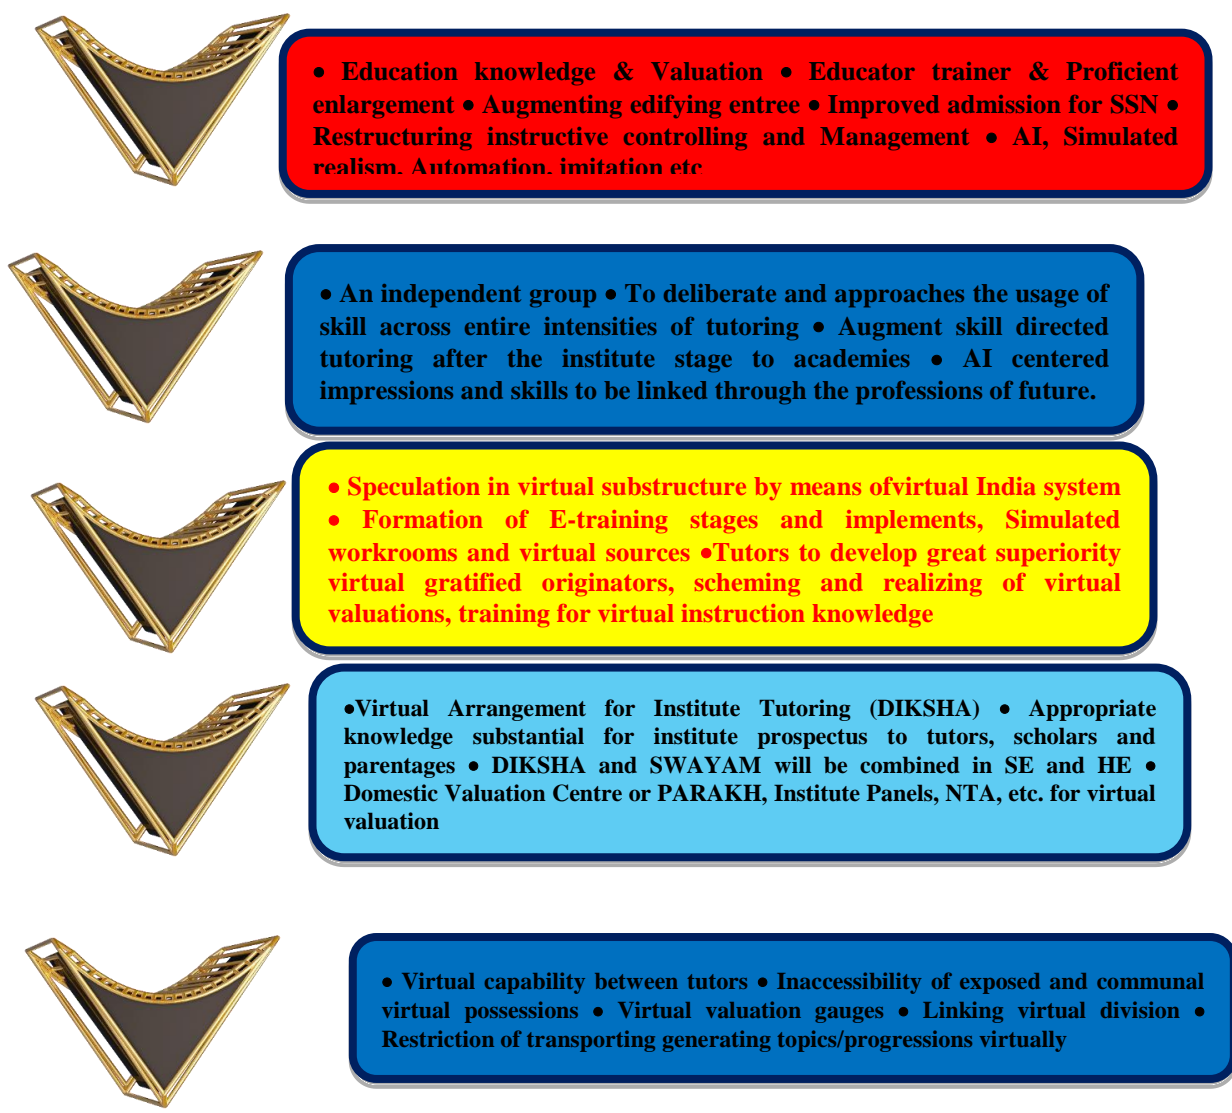 • Education knowledge & Valuation • Educator trainer & Proficient
enlargement • Augmenting edifying entree • Improved admission for SSN •
Restructuring instructive controlling and Management • AI, Simulated
realism, Automation, imitation etc
• An independent group • To deliberate and approaches the usage of
skill across entire intensities of tutoring • Augment skill directed
tutoring after the institute stage to academies • AI centered
impressions and skills to be linked through the professions of future.
• Speculation in virtual substructure by means ofvirtual India system
• Formation of E-training stages and implements, Simulated
workrooms and virtual sources •Tutors to develop great superiority
virtual gratified originators, scheming and realizing of virtual
valuations, training for virtual instruction knowledge
•Virtual Arrangement for Institute Tutoring (DIKSHA) • Appropriate
knowledge substantial for institute prospectus to tutors, scholars and
parentages • DIKSHA and SWAYAM will be combined in SE and HE •
Domestic Valuation Centre or PARAKH, Institute Panels, NTA, etc. for virtual
valuation
• Virtual capability between tutors • Inaccessibility of exposed and communal
virtual possessions • Virtual valuation gauges • Linking virtual division •
Restriction of transporting generating topics/progressions virtually